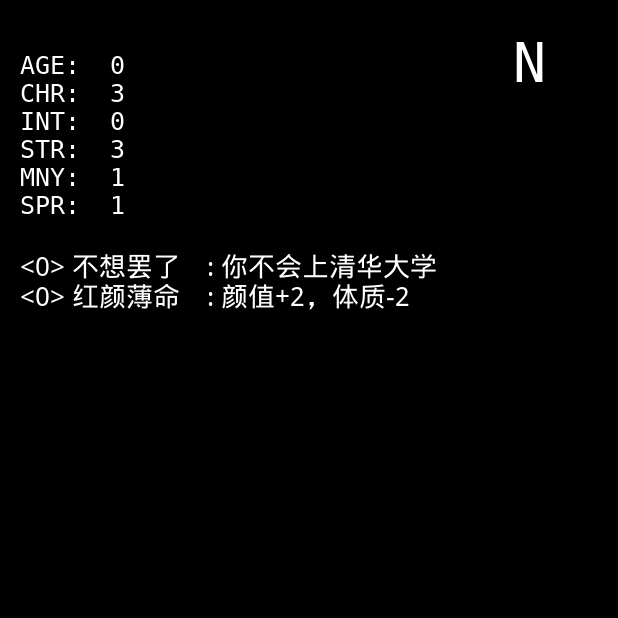 N
AGE: 0
CHR: 3
INT: 0
STR: 3
MNY: 1
SPR: 1
<O> 不想罢了 : 你不会上清华大学
<O> 红颜薄命 : 颜值+2，体质-2